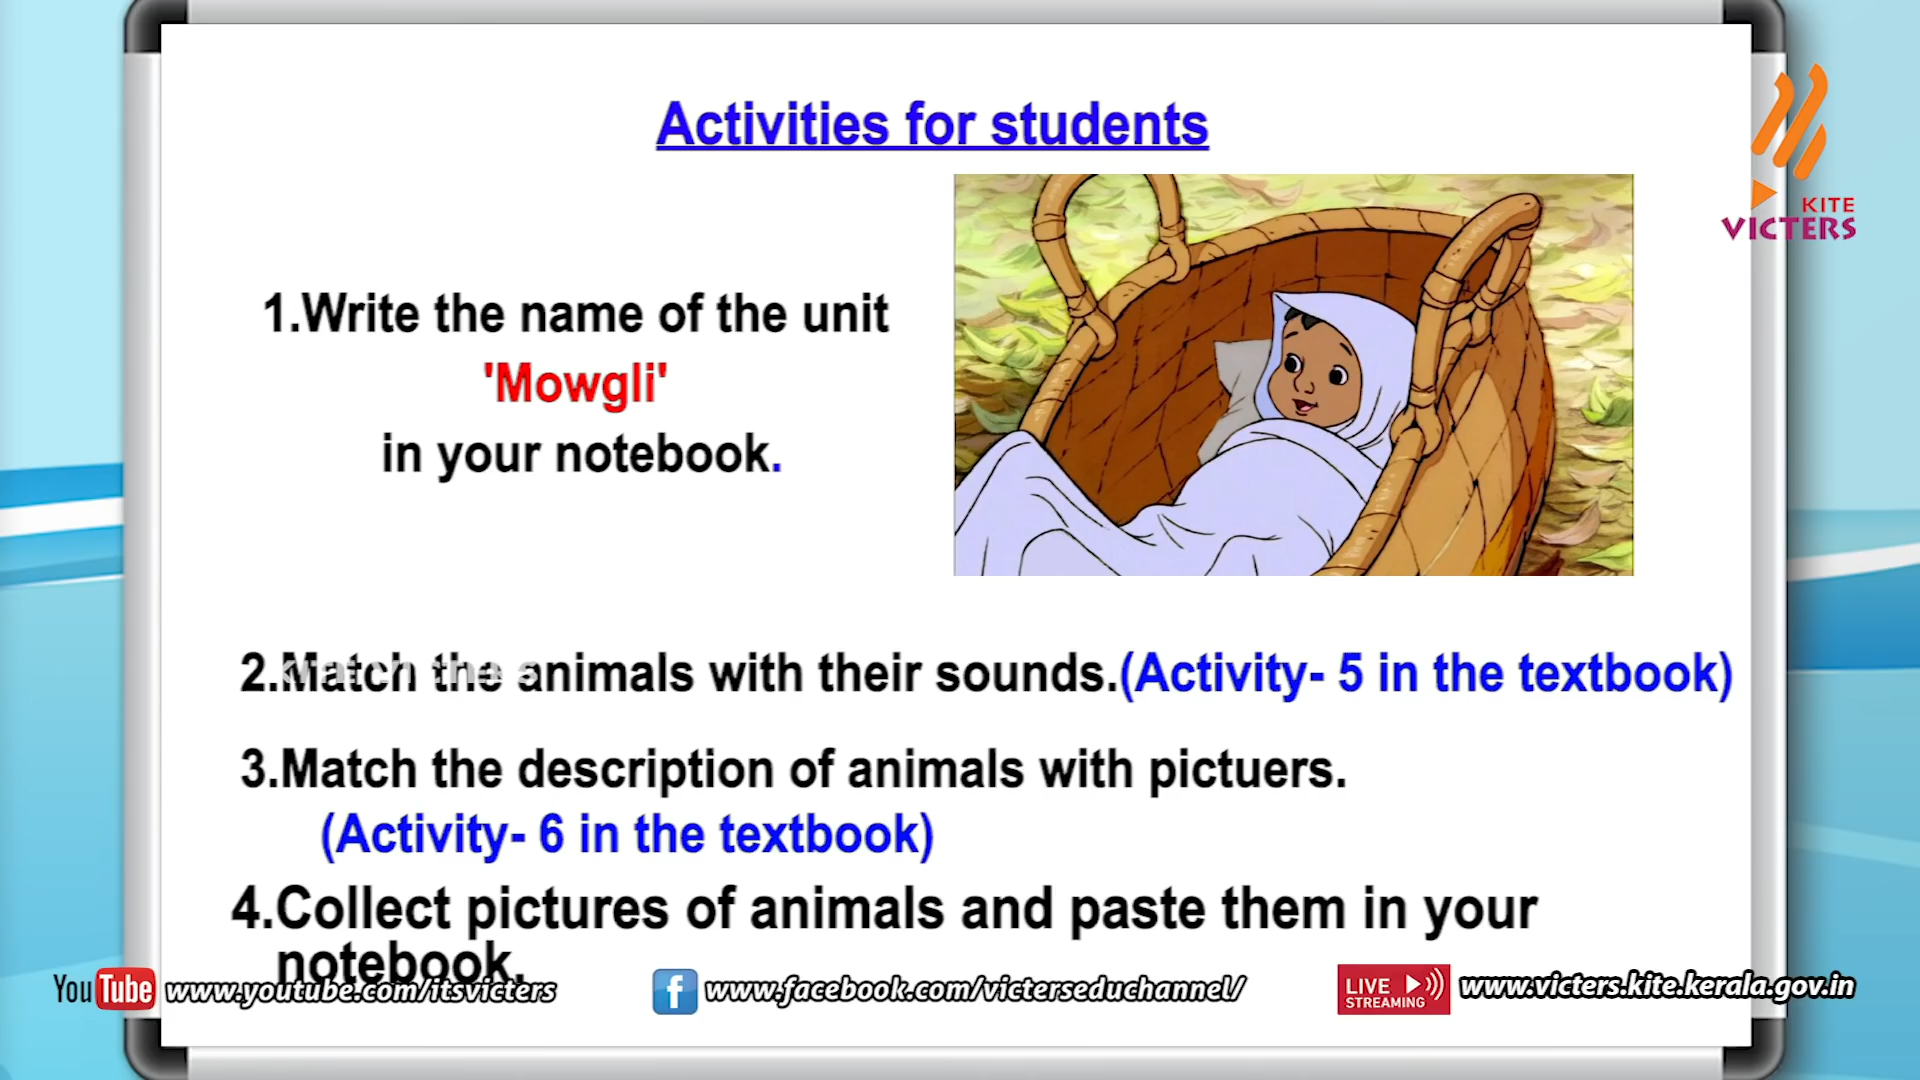 Activities for students
KITE
VICTERS
1.Write the name of the unit
'Mowgli'
in your notebook.
2.Match the animals with their sounds.(Activity- 5 in the textbook)
3.Match the description of animals with pictuers.
(Activity- 6 in the textbook)
4.Collect pictures of animals and paste them in your
notebook.
YouTube www.youtube.com/itsvicters
f www.facebook.com/victerseduchannel/
LIVE
STREAMING
www.victers.kite.kerala.gov.in